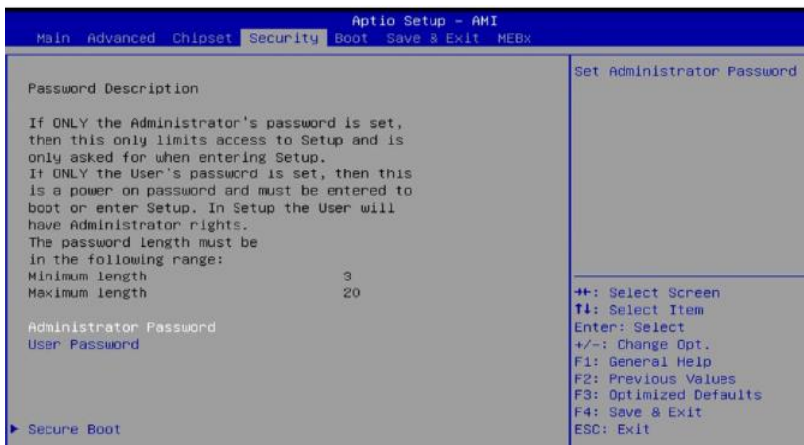 Aptio Setup - AMI
Main Advanced Chipset Security Boot Save & Exit MEBx
Password Description
If ONLY the Administrator's password is set,
then this only limits access to Setup and is
only asked for when entering Setup.
If ONLY the User's password is set, then this
is a power on password and must be entered to
boot or enter Setup. In Setup the User will
have Administrator rights.
The password length must be
in the following range:
Minimum length 3
Maximum length 20
Administrator Password
User Password
▶ Secure Boot
Set Administrator Password
→←: Select Screen
↑↓: Select Item
Enter: Select
+/-: Change Opt.
F1: General Help
F2: Previous Values
F3: Optimized Defaults
F4: Save & Exit
ESC: Exit